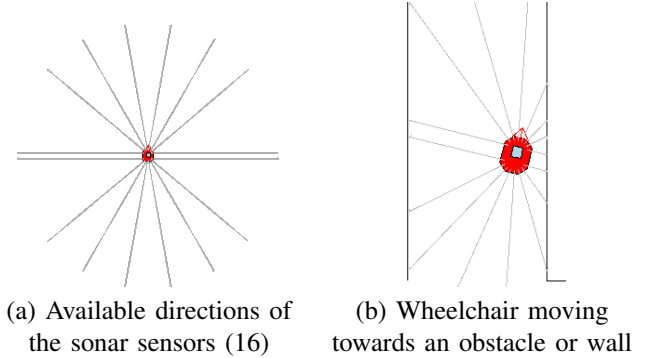 (a) Available directions of
the sonar sensors (16)
(b) Wheelchair moving
towards an obstacle or wall